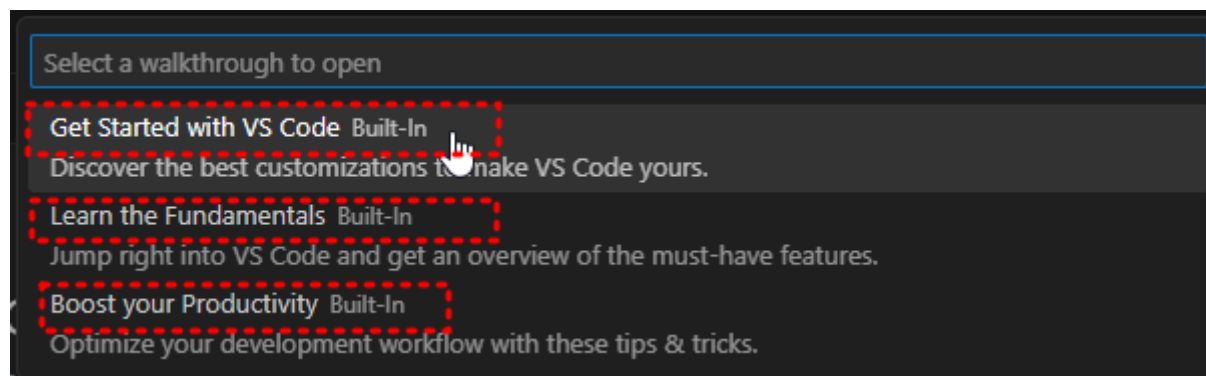 Select a walkthrough to open
Get Started with VS Code Built-In
Discover the best customizations to make VS Code yours.
Learn the Fundamentals Built-In
Jump right into VS Code and get an overview of the must-have features.
Boost your Productivity Built-In
Optimize your development workflow with these tips & tricks.